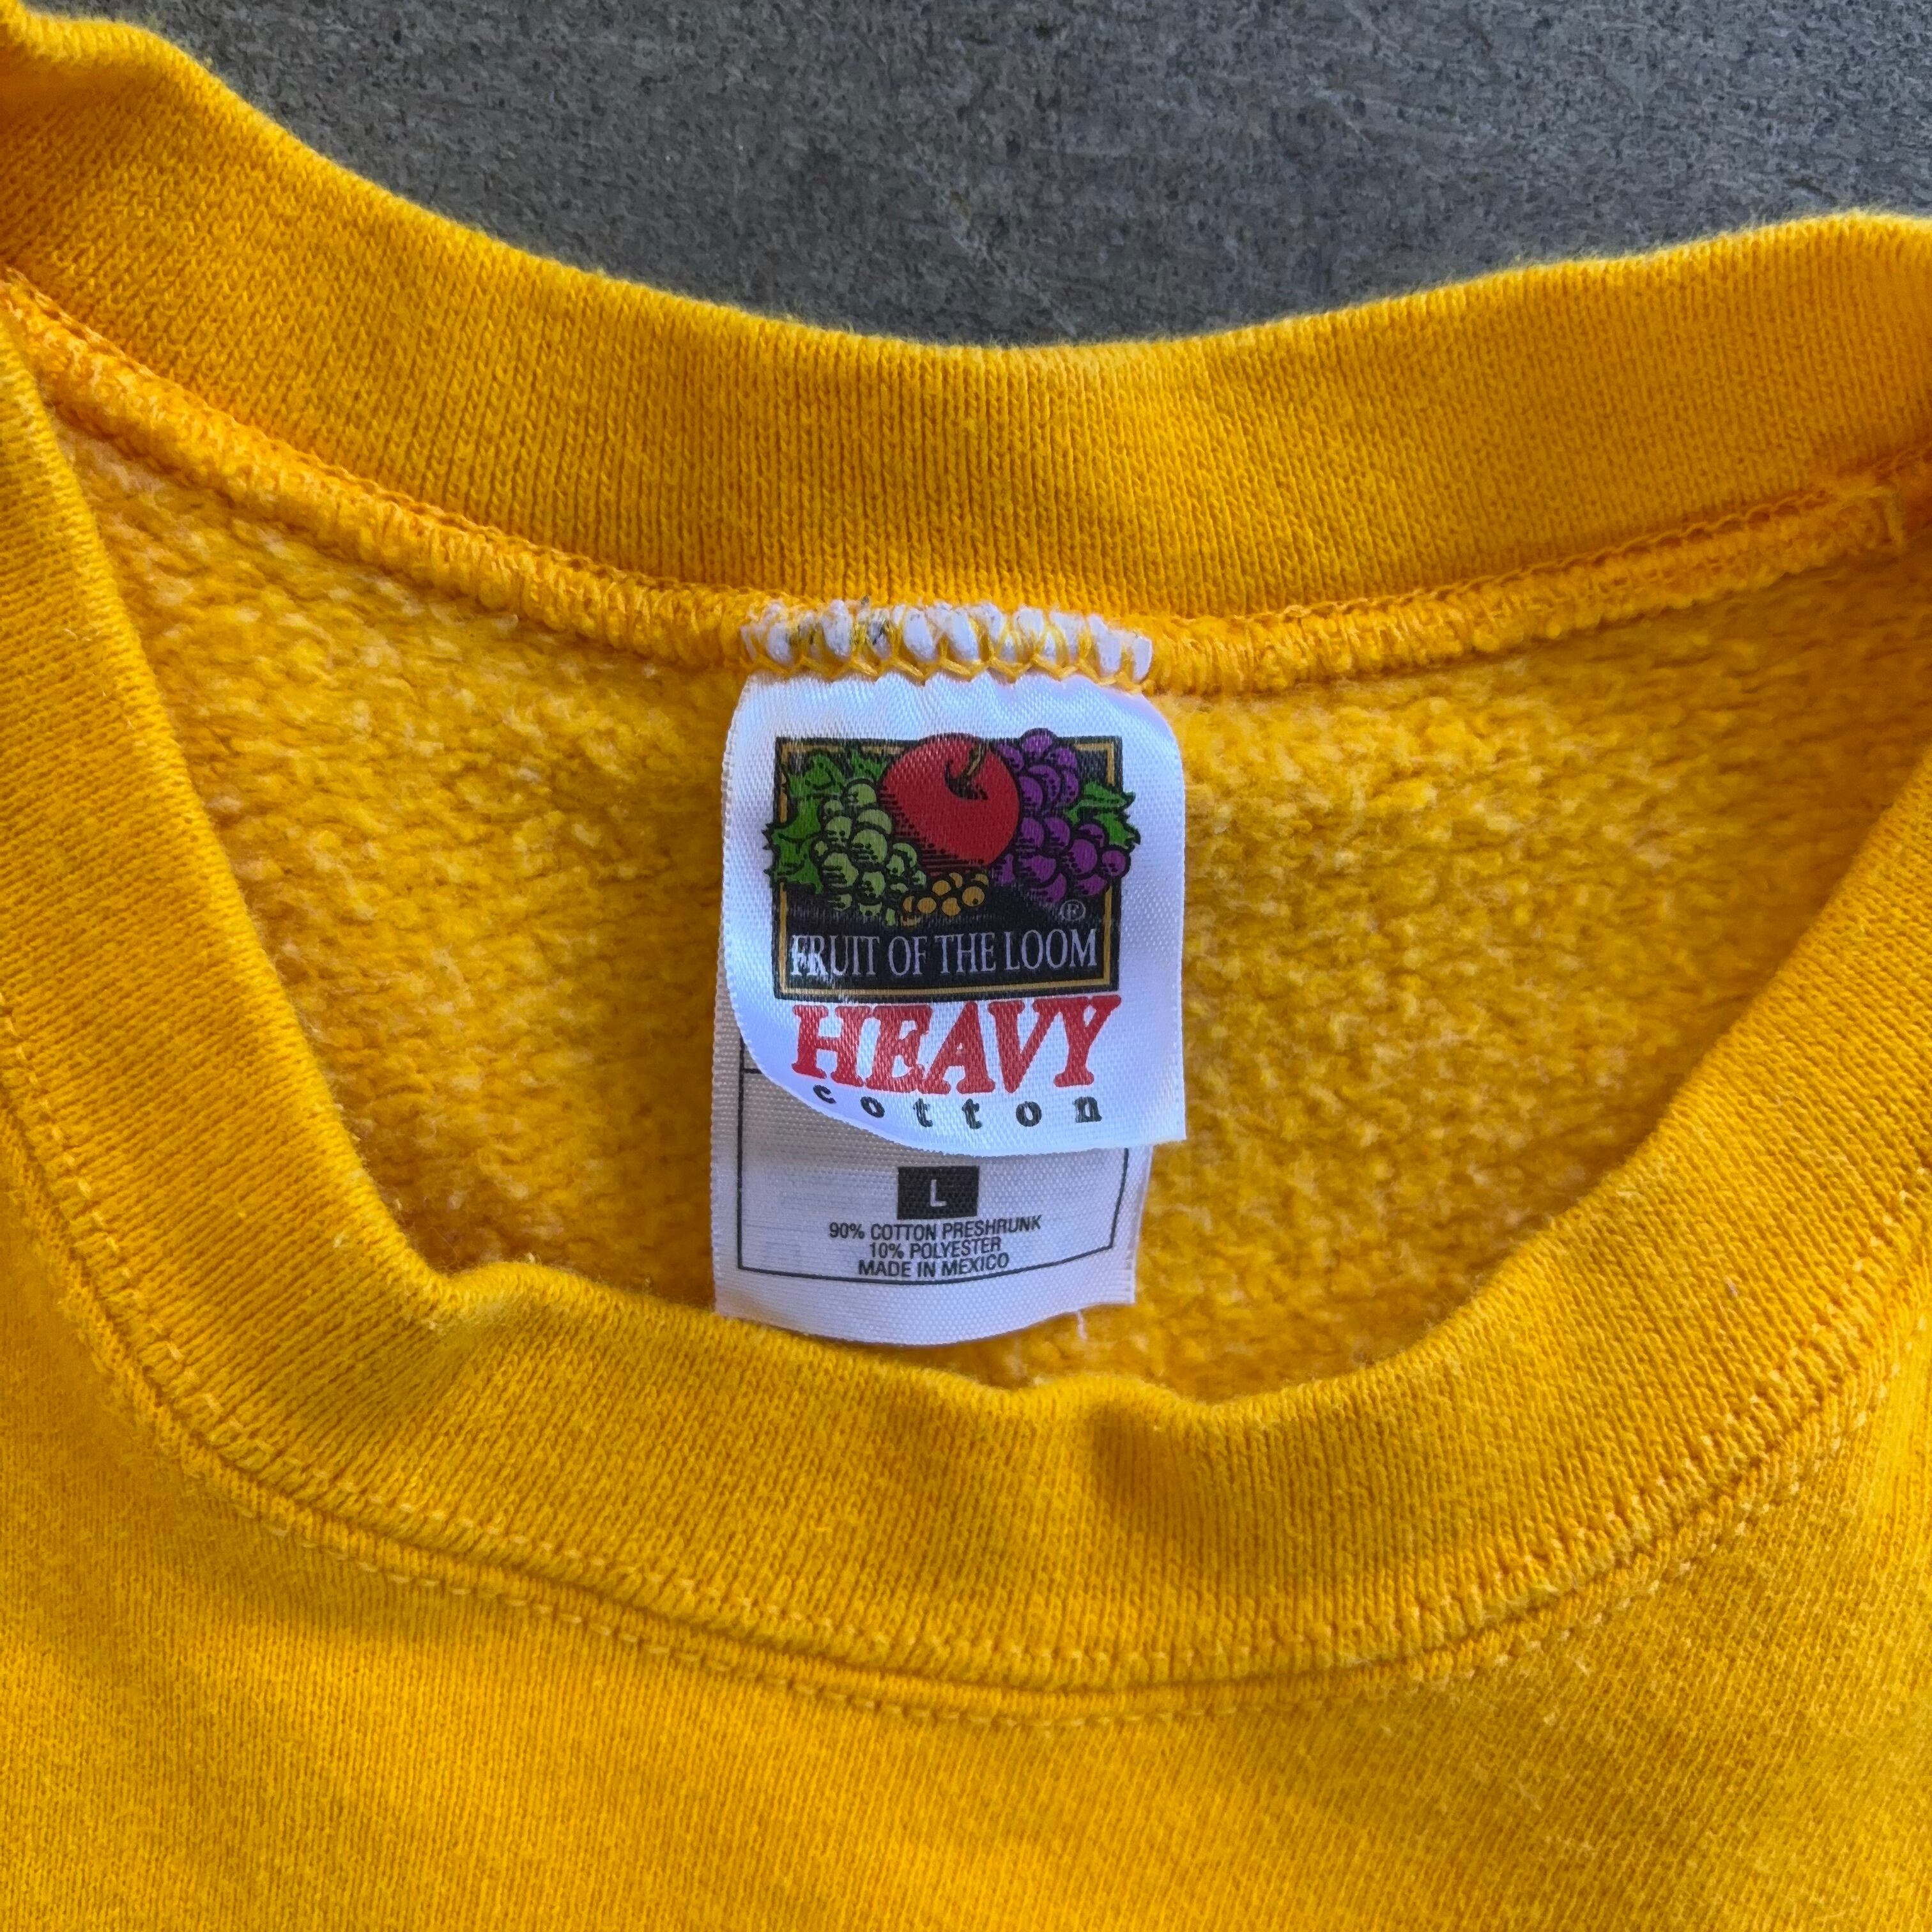 ®
FRUIT OF THE LOOM
HEAVY
cotton
L
90% COTTON PRESHRUNK
10% POLYESTER
MADE IN MEXICO